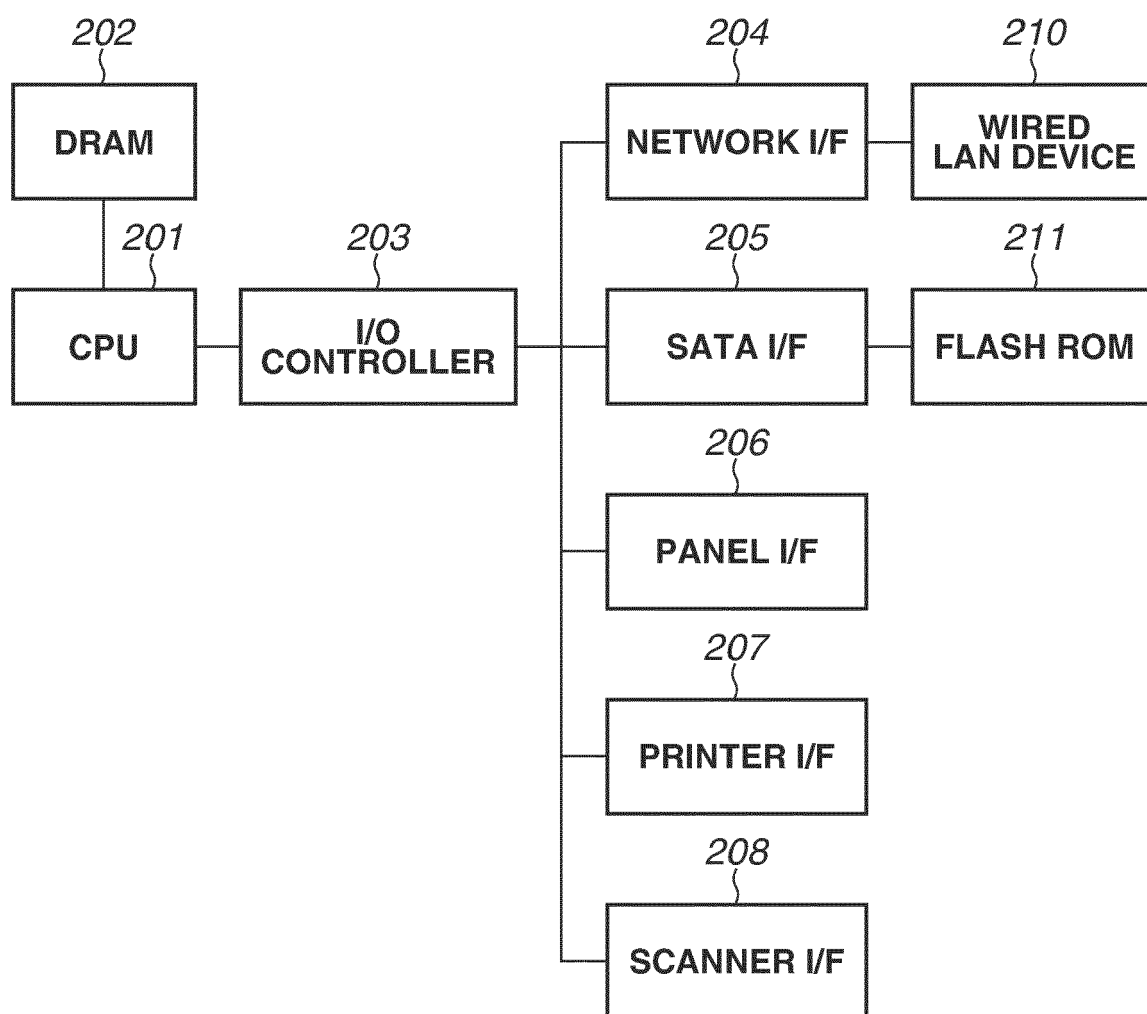 202
204
210
DRAM
NETWORK I/F
WIRED
LAN DEVICE
201
203
205
211
CPU
I/O
CONTROLLER
SATA I/F
FLASH ROM
206
PANEL I/F
207
PRINTER I/F
208
SCANNER I/F